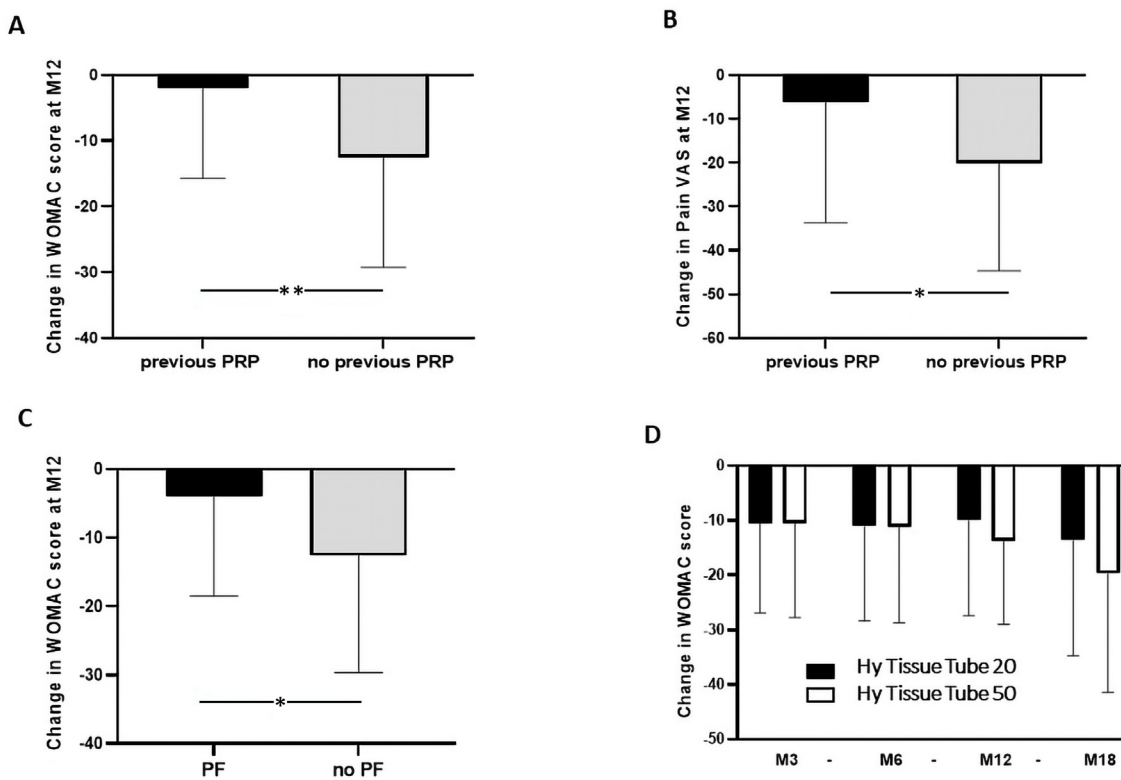 A
Change in WOMAC score at M12
0
-10
-20
-30
-40
**
previous PRP
no previous PRP
B
Change in Pain VAS at M12
0
-10
-20
-30
-40
-50
-60
*
previous PRP
no previous PRP
C
Change in WOMAC score at M12
0
-10
-20
-30
-40
*
PF
no PF
D
Change in WOMAC score
0
-10
-20
-30
-40
-50
Hy Tissue Tube 20
Hy Tissue Tube 50
M3 - M6 - M12 - M18